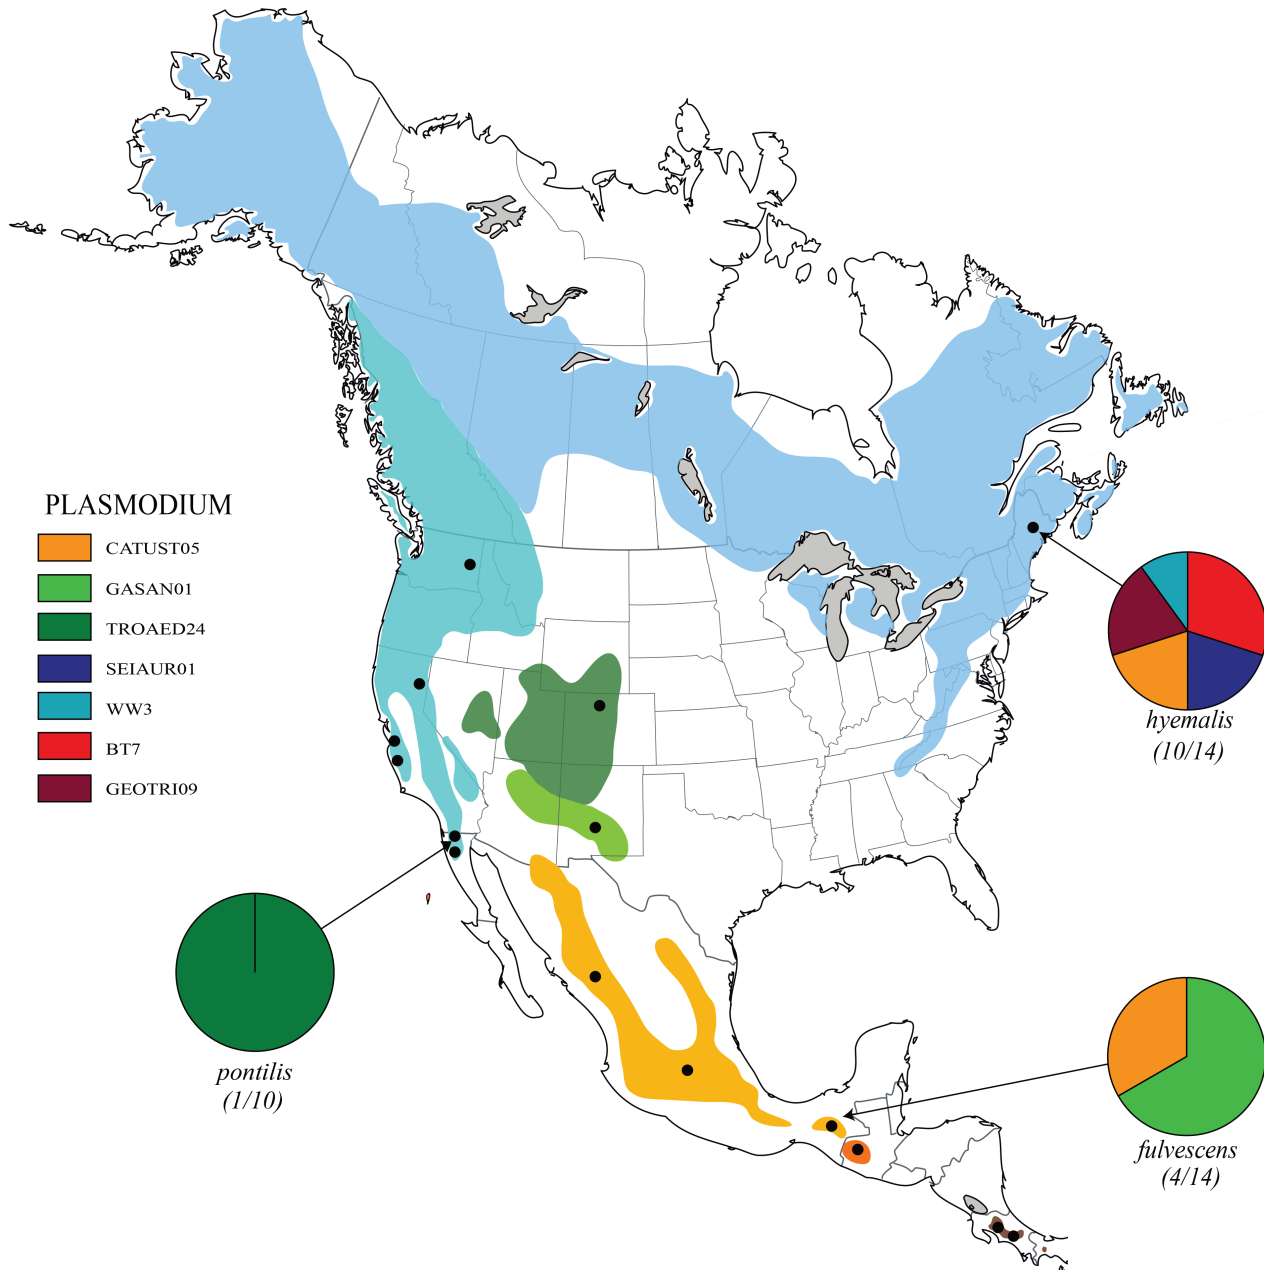 PLASMODIUM
CATUST05
GASAN01
TROAED24
SEIAUR01
WW3
BT7
GEOTRI09
hyemalis
(10/14)
pontilis
(1/10)
fulvescens
(4/14)